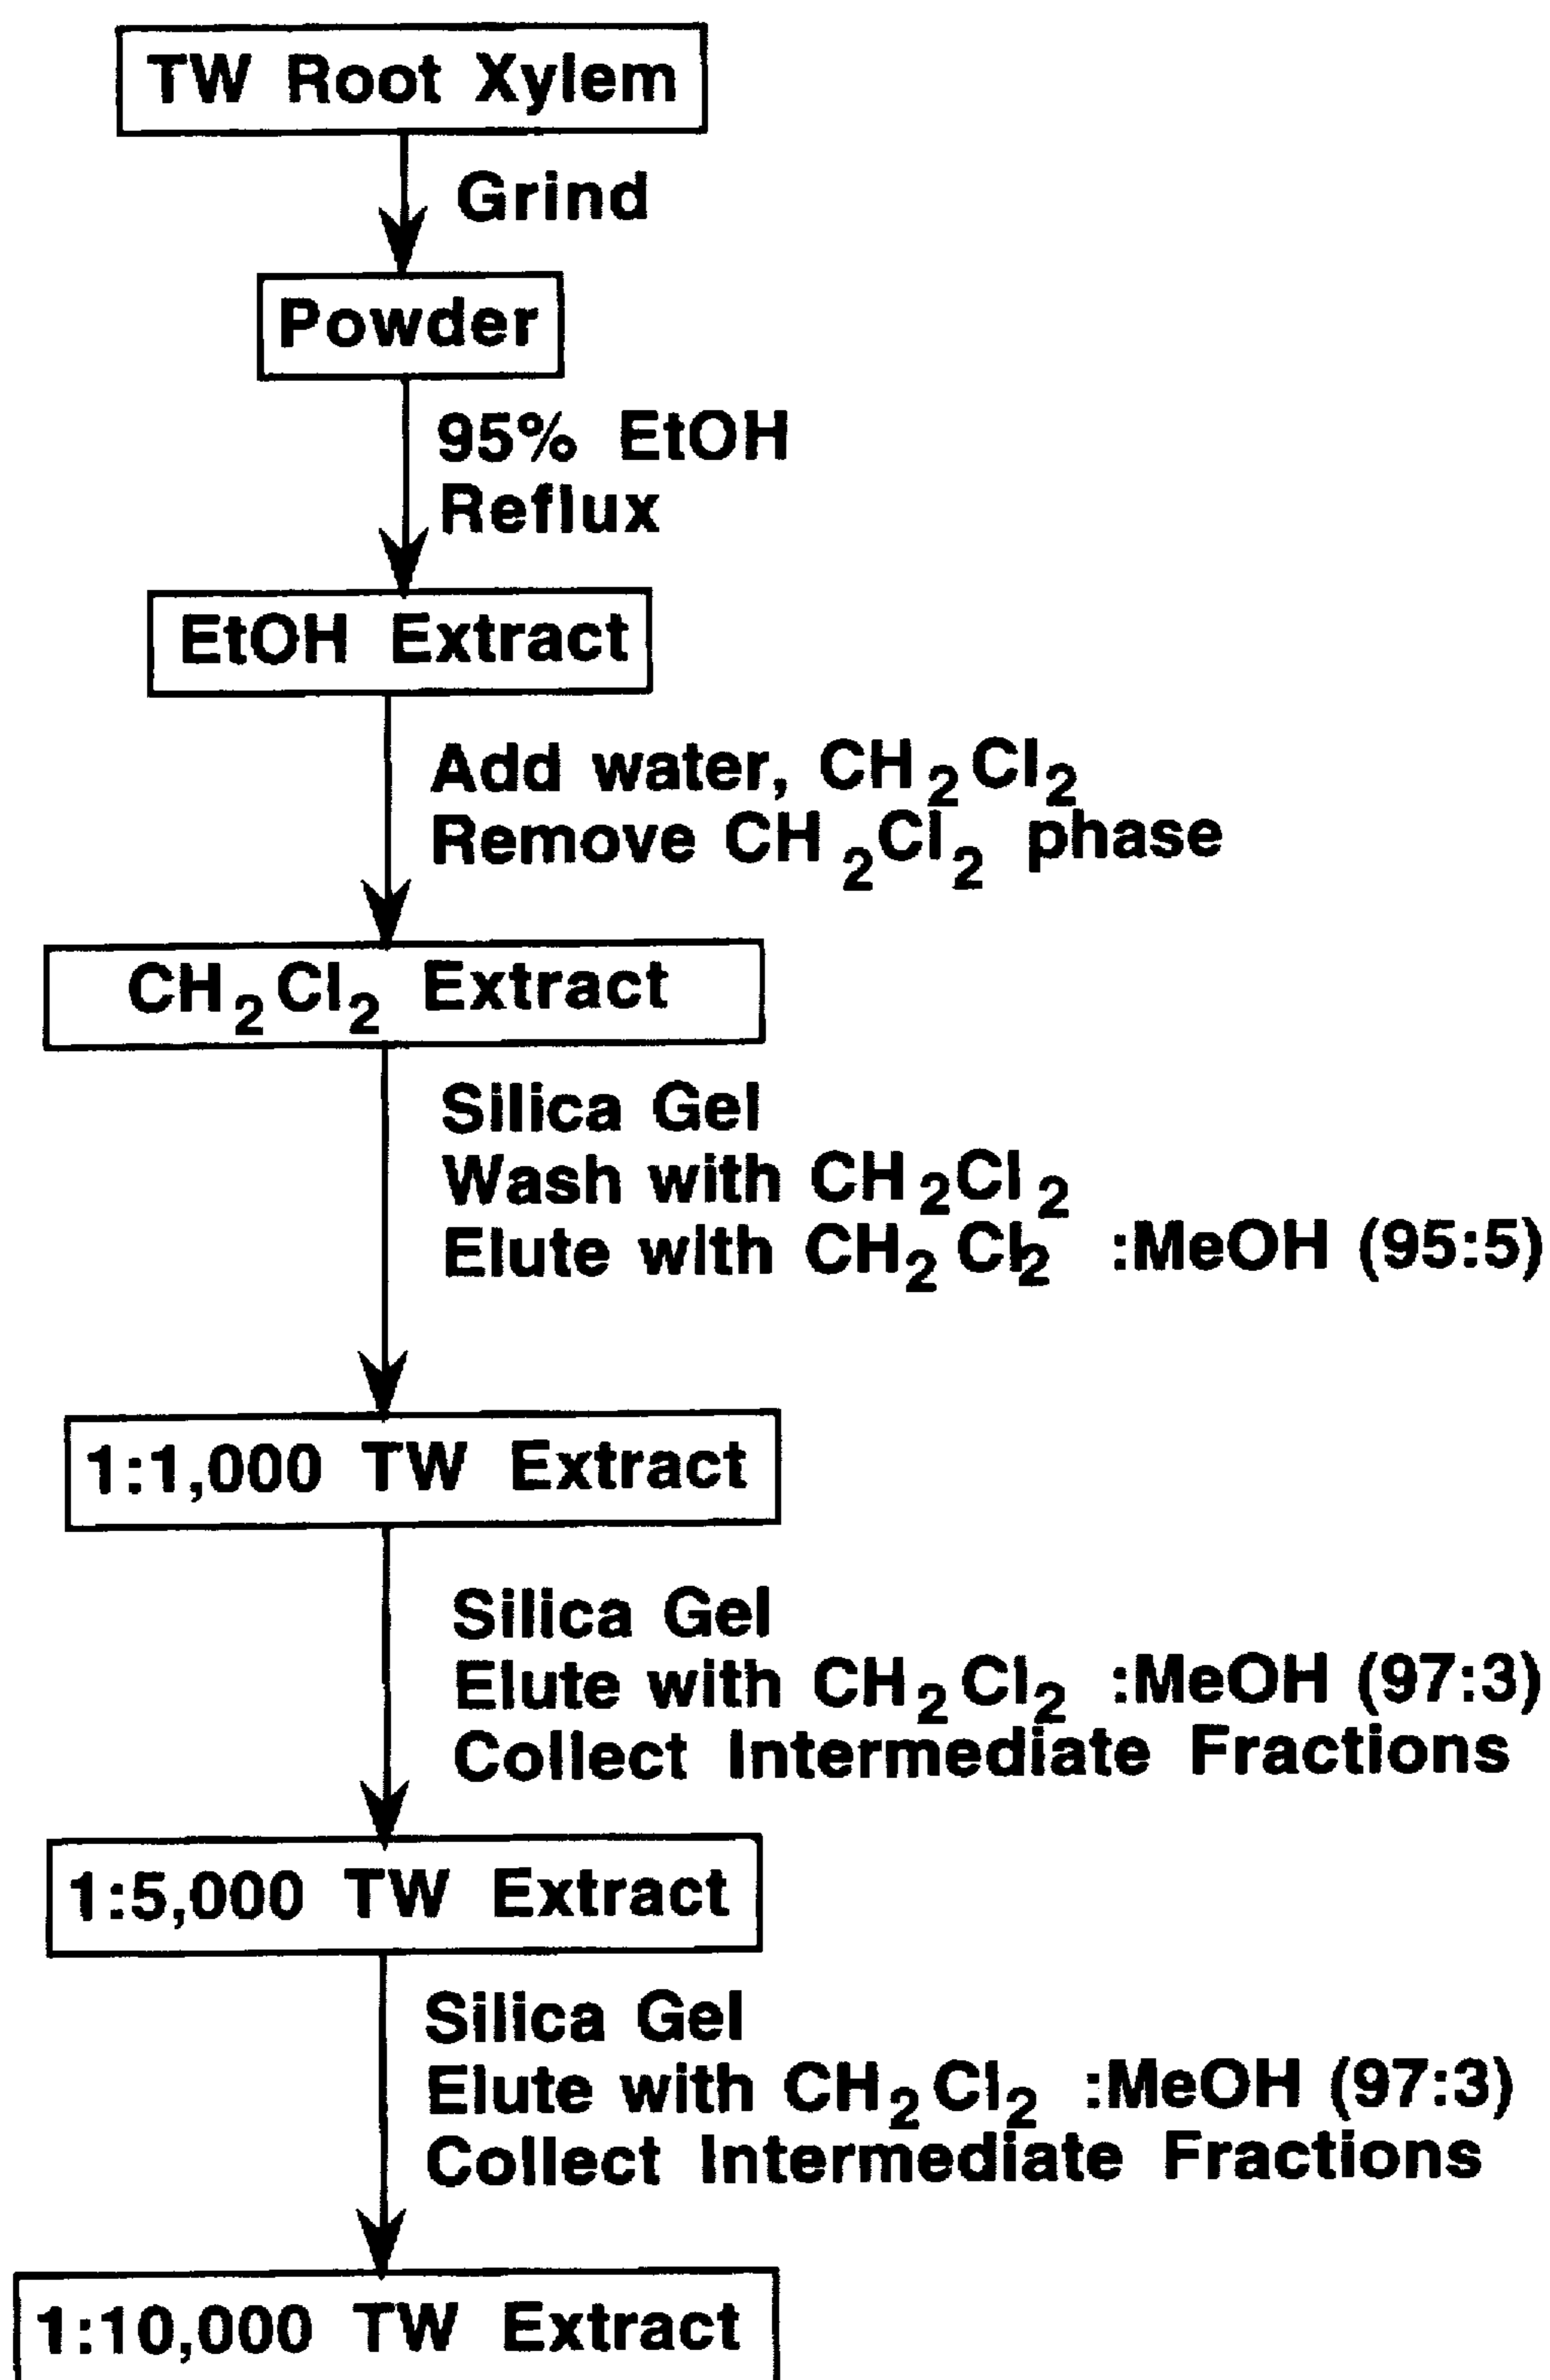 TW Root Xylem
Grind
Powder
95% EtOH
Reflux
EtOH Extract
Add water, CH2Cl2
Remove CH2Cl2 phase
CH2Cl2 Extract
Silica Gel
Wash with CH2Cl2
Elute with CH2Cl2 :MeOH (95:5)
1:1,000 TW Extract
Silica Gel
Elute with CH2Cl2 :MeOH (97:3)
Collect Intermediate Fractions
1:5,000 TW Extract
Silica Gel
Elute with CH2Cl2 :MeOH (97:3)
Collect Intermediate Fractions
1:10,000 TW Extract